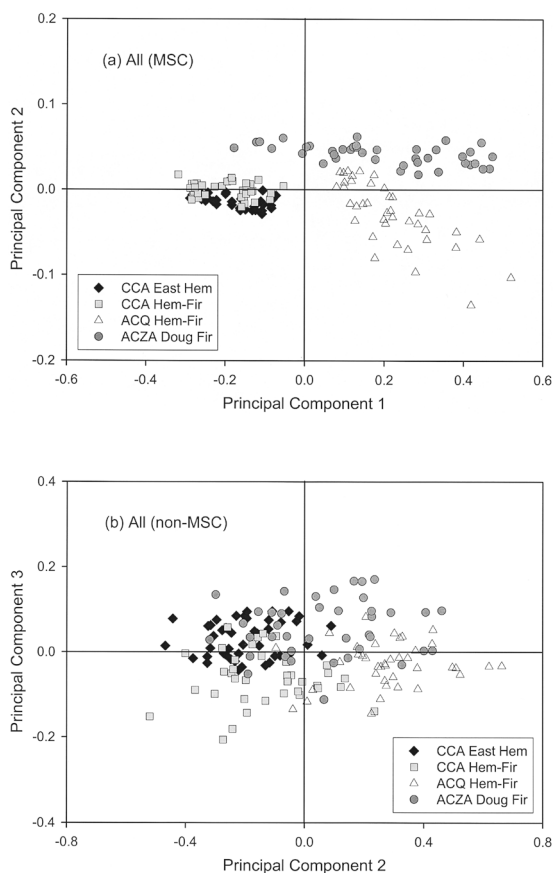 0.2
(a) All (MSC)
0.1
0.0
-0.1
-0.2
Principal Component 2
CCA East Hem
CCA Hem-Fir
ACQ Hem-Fir
ACZA Doug Fir
-0.6 -0.4 -0.2 0.0 0.2 0.4 0.6
Principal Component 1
0.4
(b) All (non-MSC)
0.2
0.0
-0.2
-0.4
Principal Component 3
CCA East Hem
CCA Hem-Fir
ACQ Hem-Fir
ACZA Doug Fir
-0.8 -0.4 0.0 0.4 0.8
Principal Component 2